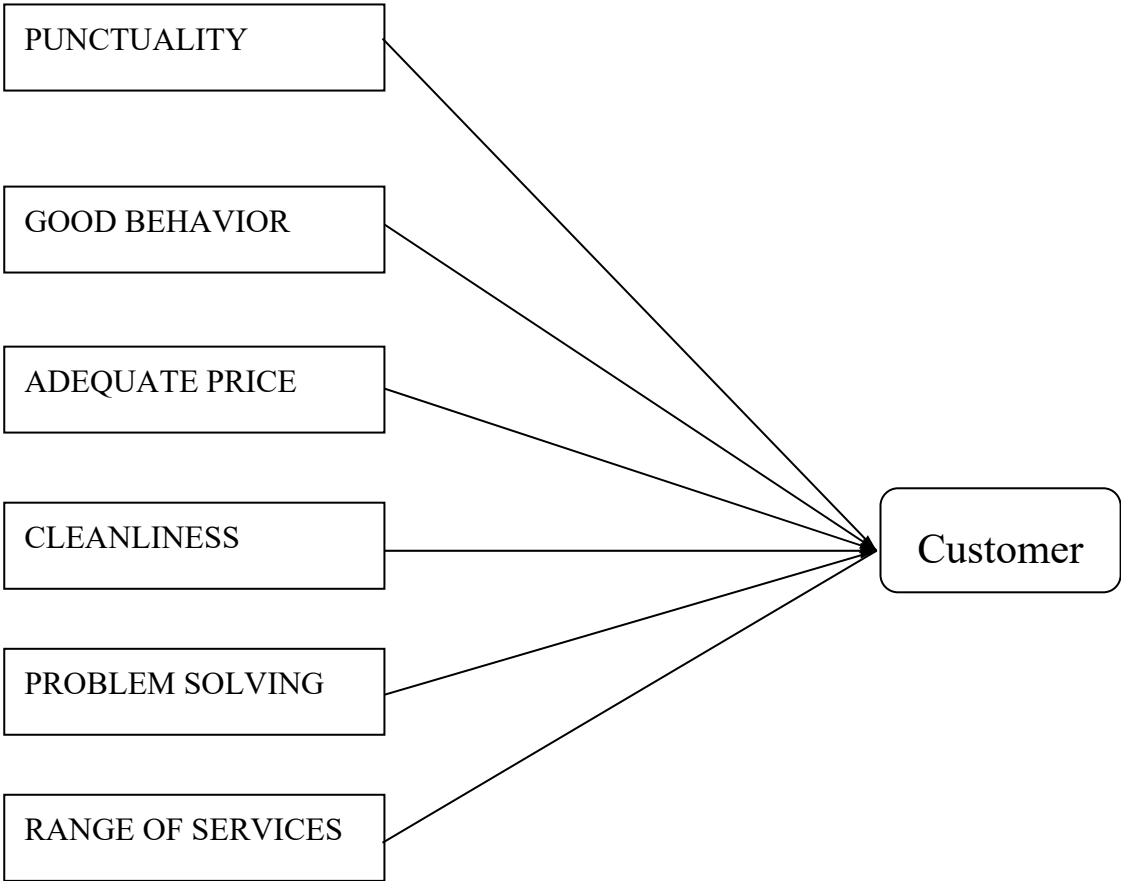 PUNCTUALITY
GOOD BEHAVIOR
ADEQUATE PRICE
CLEANLINESS
Customer
PROBLEM SOLVING
RANGE OF SERVICES